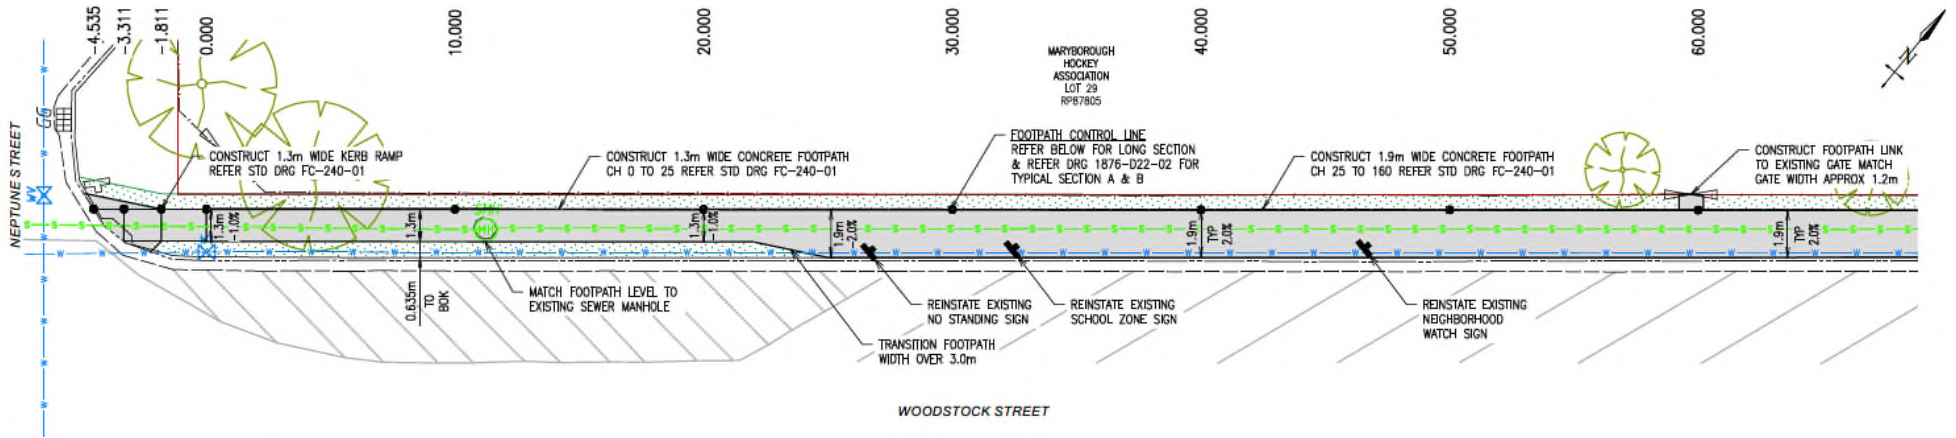 -4.535
-3.311
-1.811
0.000
10.000
20.000
30.000
40.000
50.000
60.000
N
MARYBOROUGH
HOCKEY
ASSOCIATION
LOT 29
RP87805
GG
NEPTUNE STREET
CONSTRUCT 1.3m WIDE KERB RAMP
REFER STD DRG FC-240-01
CONSTRUCT 1.3m WIDE CONCRETE FOOTPATH
CH 0 TO 25 REFER STD DRG FC-240-01
FOOTPATH CONTROL LINE
REFER BELOW FOR LONG SECTION
& REFER DRG 1876-D22-02 FOR
TYPICAL SECTION A & B
CONSTRUCT 1.9m WIDE CONCRETE FOOTPATH
CH 25 TO 160 REFER STD DRG FC-240-01
CONSTRUCT FOOTPATH LINK
TO EXISTING GATE MATCH
GATE WIDTH APPROX 1.2m
WV
1.3m
-1.0%
1.3m
SMH
MH
1.3m
-1.0%
1.9m
-2.0%
1.9m
TYP
2.0%
1.9m
TYP
2.0%
0.635m
TO
BOK
MATCH FOOTPATH LEVEL TO
EXISTING SEWER MANHOLE
REINSTATE EXISTING
NO STANDING SIGN
REINSTATE EXISTING
SCHOOL ZONE SIGN
REINSTATE EXISTING
NEIGHBORHOOD
WATCH SIGN
TRANSITION FOOTPATH
WIDTH OVER 3.0m
WOODSTOCK STREET